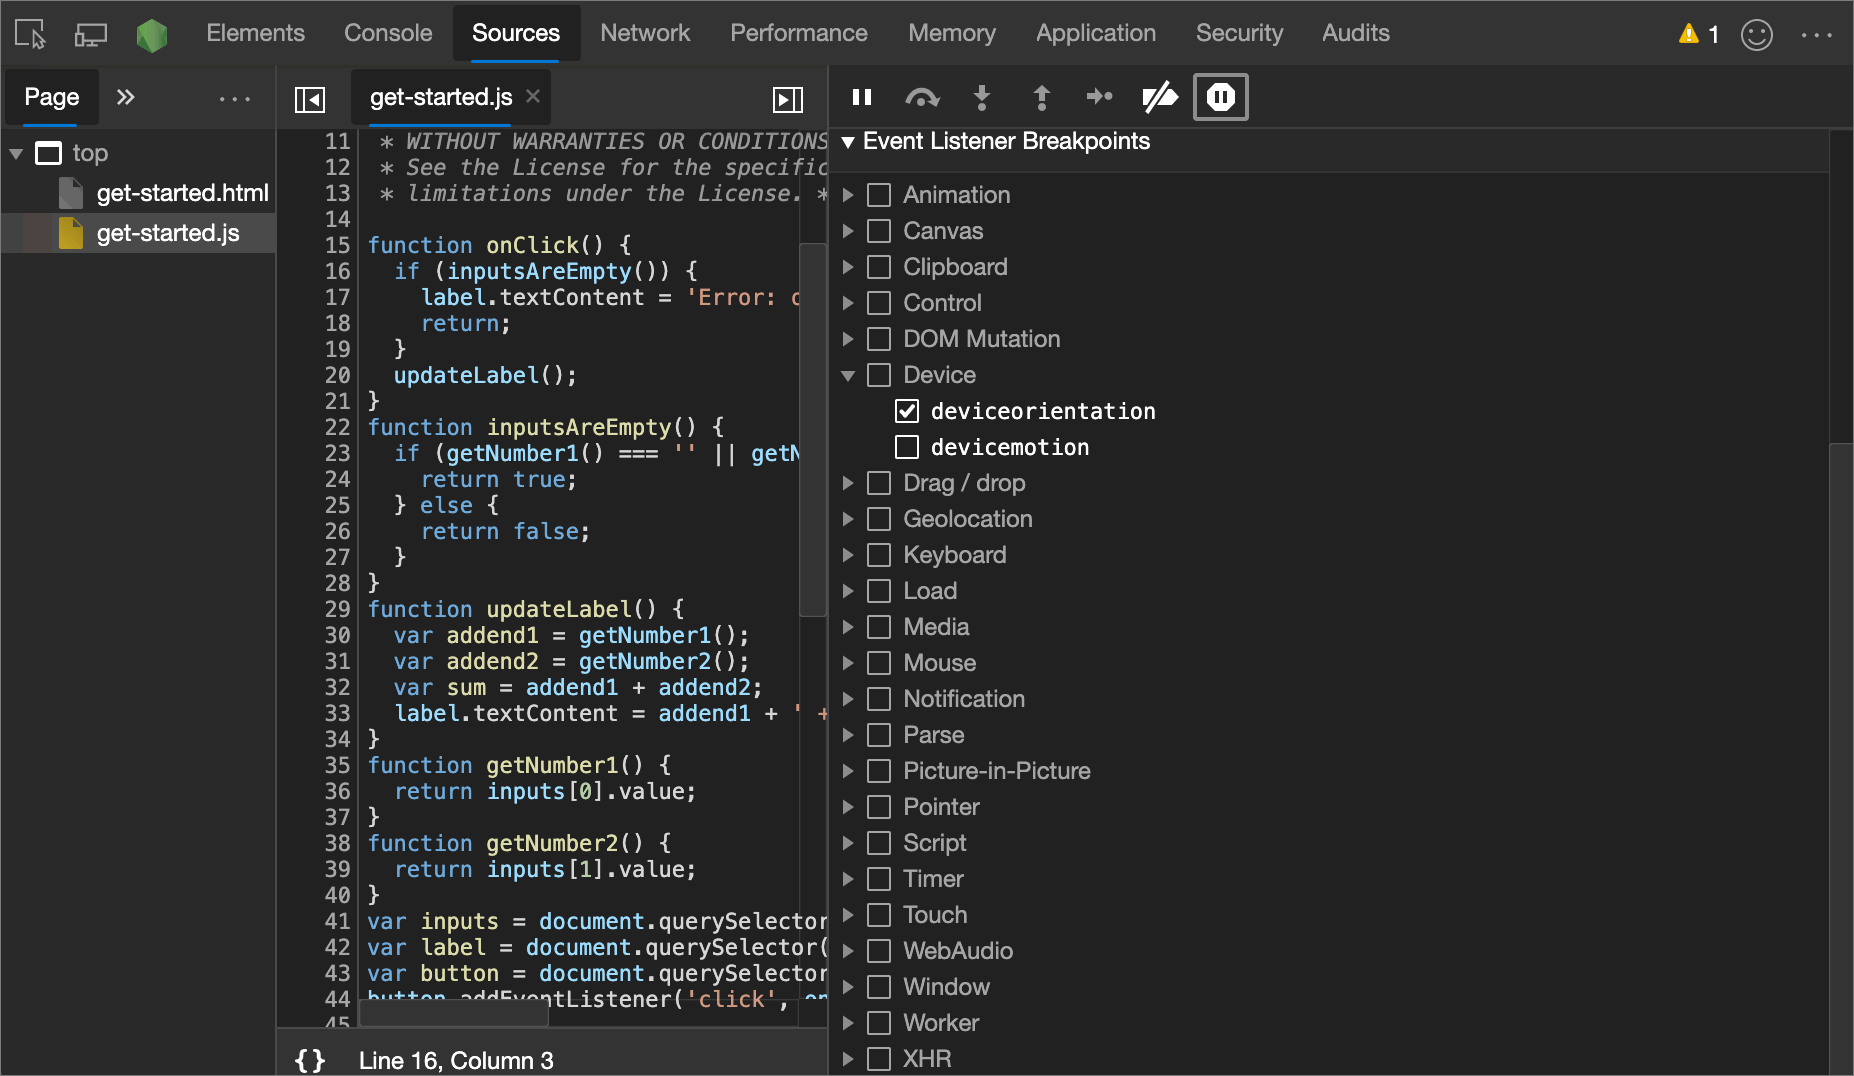 Elements Console Sources Network Performance Memory Application Security Audits 1
Page
get-started.js
top
get-started.html
get-started.js
11 * WITHOUT WARRANTIES OR CONDITIONS
12 * See the License for the specific
13 * limitations under the License. *
14
15 function onClick() {
16 if (inputsAreEmpty()) {
17 label.textContent = 'Error: o
18 return;
19 }
20 updateLabel();
21 }
22 function inputsAreEmpty() {
23 if (getNumber1() === '' || getN
24 return true;
25 } else {
26 return false;
27 }
28 }
29 function updateLabel() {
30 var addend1 = getNumber1();
31 var addend2 = getNumber2();
32 var sum = addend1 + addend2;
33 label.textContent = addend1 + ' +
34 }
35 function getNumber1() {
36 return inputs[0].value;
37 }
38 function getNumber2() {
39 return inputs[1].value;
40 }
41 var inputs = document.querySelector
42 var label = document.querySelector(
43 var button = document.querySelector
44 button.addEventListener('click', on
45
{} Line 16, Column 3
Event Listener Breakpoints
Animation
Canvas
Clipboard
Control
DOM Mutation
Device
deviceorientation
devicemotion
Drag / drop
Geolocation
Keyboard
Load
Media
Mouse
Notification
Parse
Picture-in-Picture
Pointer
Script
Timer
Touch
WebAudio
Window
Worker
XHR